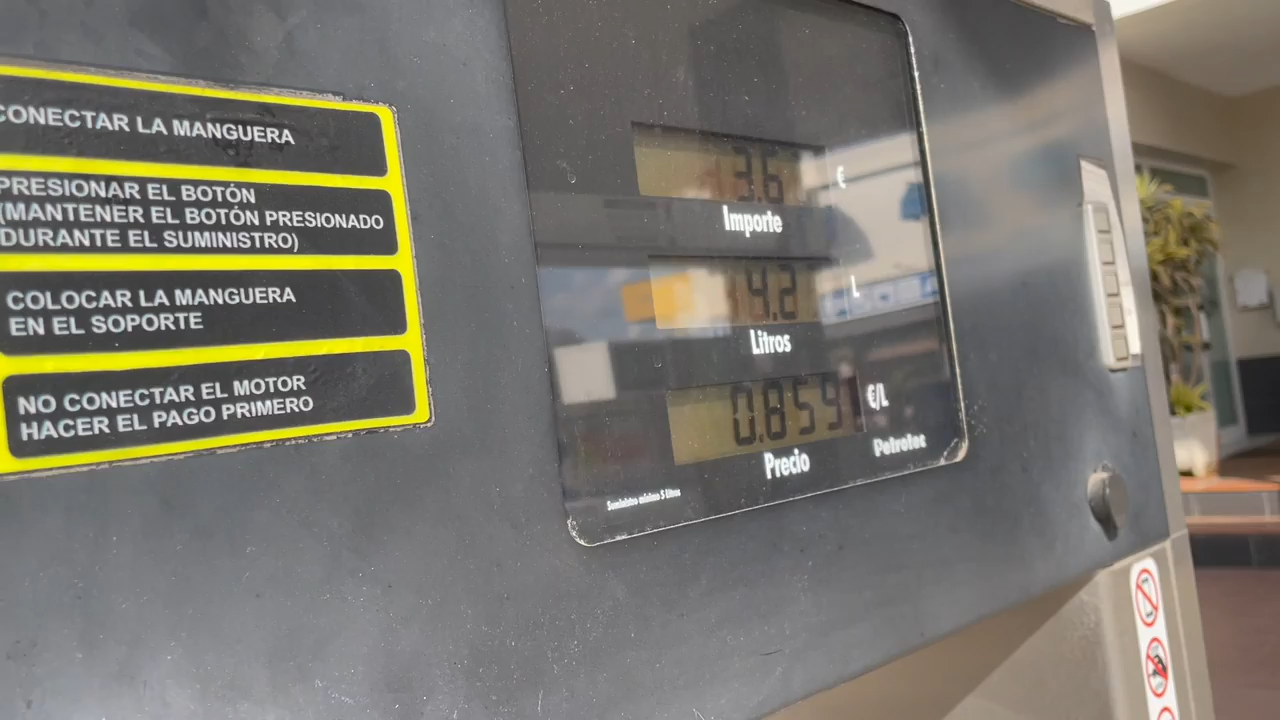 CONECTAR LA MANGUERA
PRESIONAR EL BOTÓN
(MANTENER EL BOTÓN PRESIONADO
DURANTE EL SUMINISTRO)
COLOCAR LA MANGUERA
EN EL SOPORTE
NO CONECTAR EL MOTOR
HACER EL PAGO PRIMERO
3.6 €
Importe
4.2 L
Litros
0.859 €/L
Precio
Petrotec
Suministro mínimo 5 Litros